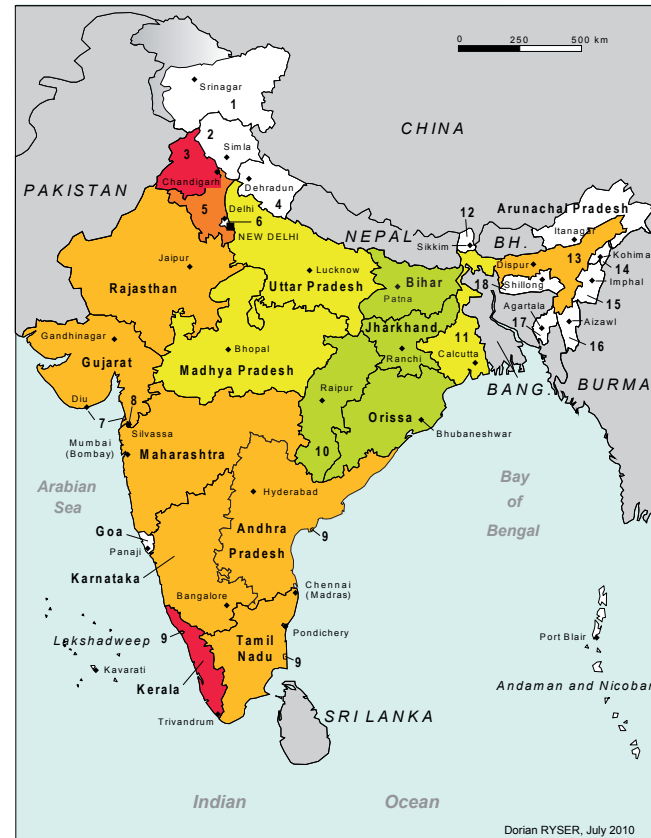 0 250 500 km
Srinagar
1
2
CHINA
3
Simla
Chandigarh
Dehradun
PAKISTAN
4
5
Delhi
6
NEW DELHI
NEPAL
12
Sikkim
BH.
Arunachal Pradesh
Itanagar
Kohima
13
14
Dispur
Jaipur
Rajasthan
Lucknow
Uttar Pradesh
Bihar
Patna
18
Shillong
Imphal
15
Agartala
17
Aizawl
16
Gandhinagar
Gujarat
Bhopal
Madhya Pradesh
Jharkhand
Ranchi
11
Calcutta
BANG.
BURMA
Diu
7
8
Silvassa
Raipur
10
Orissa
Bhubaneshwar
Mumbai
(Bombay)
Maharashtra
Arabian
Sea
Hyderabad
Bay
of
Bengal
Andhra
Pradesh
9
Goa
Panaji
Karnataka
Bangalore
Chennai
(Madras)
Lakshadweep
9
Kavarati
Tamil
Nadu
Pondichery
9
Kerala
Trivandrum
Port Blair
Andaman and Nicobar
SRI LANKA
Indian Ocean
Dorian RYSER, July 2010